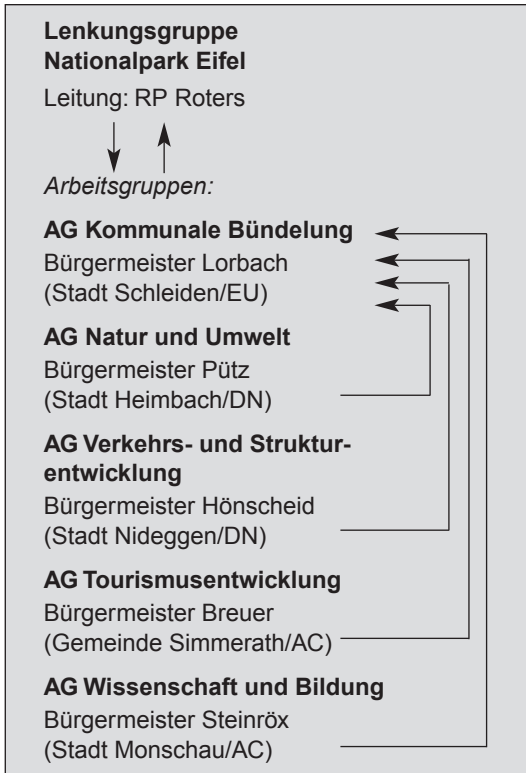 Lenkungsgruppe
Nationalpark Eifel
Leitung: RP Roters
Arbeitsgruppen:
AG Kommunale Bündelung
Bürgermeister Lorbach
(Stadt Schleiden/EU)
AG Natur und Umwelt
Bürgermeister Pütz
(Stadt Heimbach/DN)
AG Verkehrs- und Struktur-
entwicklung
Bürgermeister Hönscheid
(Stadt Nideggen/DN)
AG Tourismusentwicklung
Bürgermeister Breuer
(Gemeinde Simmerath/AC)
AG Wissenschaft und Bildung
Bürgermeister Steinröx
(Stadt Monschau/AC)